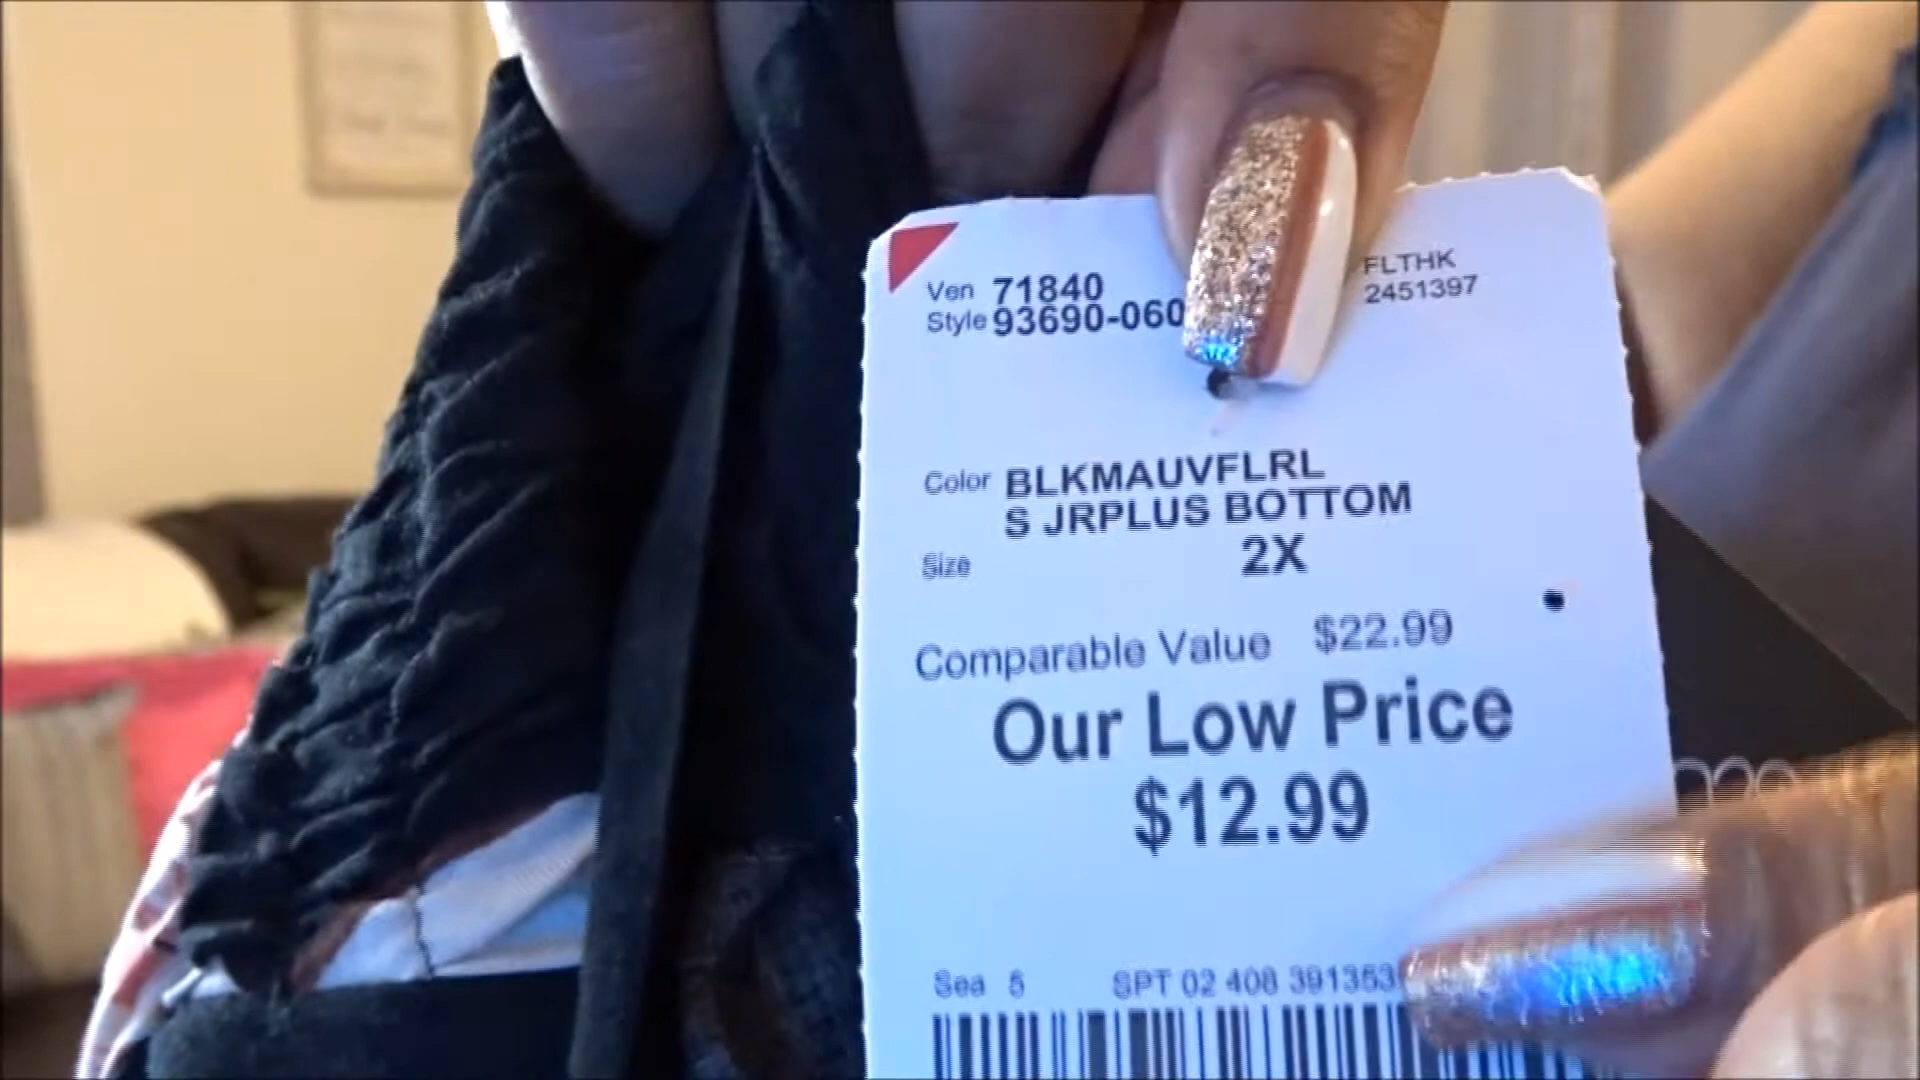 Ven 71840
Style 93690-060
FLTHK
2451397
Color BLKMAUVFLRL
S JRPLUS BOTTOM
Size 2X
Comparable Value $22.99
Our Low Price
$12.99
Sea 5 SPT 02 408 391353